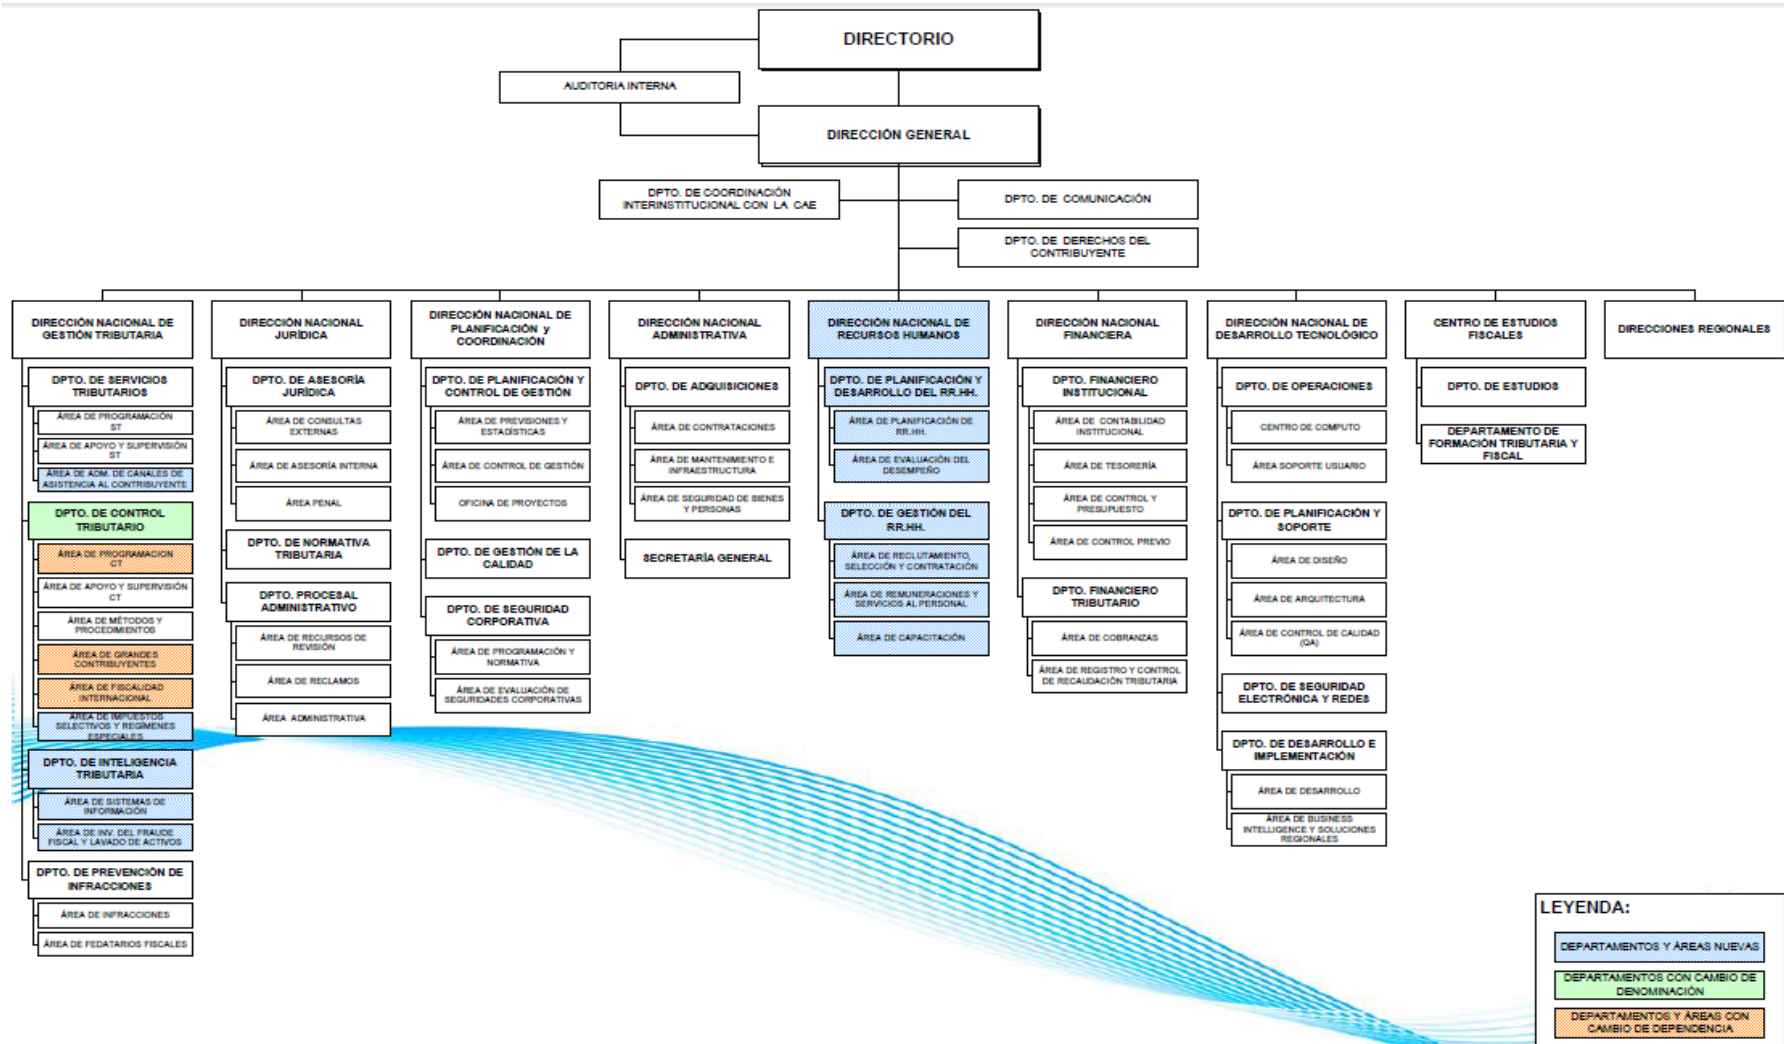 DIRECTORIO
AUDITORIA INTERNA
DIRECCIÓN GENERAL
DPTO. DE COORDINACIÓN
INTERINSTITUCIONAL CON LA CAE
DPTO. DE COMUNICACIÓN
DPTO. DE DERECHOS DEL
CONTRIBUYENTE
DIRECCIÓN NACIONAL DE
GESTIÓN TRIBUTARIA
DPTO. DE SERVICIOS
TRIBUTARIOS
ÁREA DE PROGRAMACIÓN
ST
ÁREA DE APOYO Y SUPERVISIÓN
ST
ÁREA DE ADM. DE CANALES DE
ASISTENCIA AL CONTRIBUYENTE
DPTO. DE CONTROL
TRIBUTARIO
ÁREA DE PROGRAMACION
CT
ÁREA DE APOYO Y SUPERVISIÓN
CT
ÁREA DE MÉTODOS Y
PROCEDIMIENTOS
ÁREA DE GRANDES
CONTRIBUYENTES
ÁREA DE FISCALIDAD
INTERNACIONAL
ÁREA DE IMPUESTOS
SELECTIVOS Y REGÍMENES
ESPECIALES
DPTO. DE INTELIGENCIA
TRIBUTARIA
ÁREA DE SISTEMAS DE
INFORMACIÓN
ÁREA DE INV. DEL FRAUDE
FISCAL Y LAVADO DE ACTIVOS
DPTO. DE PREVENCIÓN DE
INFRACCIONES
ÁREA DE INFRACCIONES
ÁREA DE FEDATARIOS FISCALES
DIRECCIÓN NACIONAL
JURÍDICA
DPTO. DE ASESORÍA
JURÍDICA
ÁREA DE CONSULTAS
EXTERNAS
ÁREA DE ASESORÍA INTERNA
ÁREA PENAL
DPTO. DE NORMATIVA
TRIBUTARIA
DPTO. PROCESAL
ADMINISTRATIVO
ÁREA DE RECURSOS DE
REVISIÓN
ÁREA DE RECLAMOS
ÁREA ADMINISTRATIVA
DIRECCIÓN NACIONAL DE
PLANIFICACIÓN y
COORDINACIÓN
DPTO. DE PLANIFICACIÓN Y
CONTROL DE GESTIÓN
ÁREA DE PREVISIONES Y
ESTADÍSTICAS
ÁREA DE CONTROL DE GESTIÓN
OFICINA DE PROYECTOS
DPTO. DE GESTIÓN DE LA
CALIDAD
DPTO. DE SEGURIDAD
CORPORATIVA
ÁREA DE PROGRAMACIÓN Y
NORMATIVA
ÁREA DE EVALUACIÓN DE
SEGURIDADES CORPORATIVAS
DIRECCIÓN NACIONAL
ADMINISTRATIVA
DPTO. DE ADQUISICIONES
ÁREA DE CONTRATACIONES
ÁREA DE MANTENIMIENTO E
INFRAESTRUCTURA
ÁREA DE SEGURIDAD DE BIENES
Y PERSONAS
SECRETARÍA GENERAL
DIRECCIÓN NACIONAL DE
RECURSOS HUMANOS
DPTO. DE PLANIFICACIÓN Y
DESARROLLO DEL RR.HH.
ÁREA DE PLANIFICACIÓN DE
RR.HH.
ÁREA DE EVALUACIÓN DEL
DESEMPEÑO
DPTO. DE GESTIÓN DEL
RR.HH.
ÁREA DE RECLUTAMIENTO,
SELECCIÓN Y CONTRATACIÓN
ÁREA DE REMUNERACIONES Y
SERVICIOS AL PERSONAL
ÁREA DE CAPACITACIÓN
DIRECCIÓN NACIONAL
FINANCIERA
DPTO. FINANCIERO
INSTITUCIONAL
ÁREA DE CONTABILIDAD
INSTITUCIONAL
ÁREA DE TESORERÍA
ÁREA DE CONTROL Y
PRESUPUESTO
ÁREA DE CONTROL PREVIO
DPTO. FINANCIERO
TRIBUTARIO
ÁREA DE COBRANZAS
ÁREA DE REGISTRO Y CONTROL
DE RECAUDACIÓN TRIBUTARIA
DIRECCIÓN NACIONAL DE
DESARROLLO TECNOLÓGICO
DPTO. DE OPERACIONES
CENTRO DE COMPUTO
ÁREA SOPORTE USUARIO
DPTO. DE PLANIFICACIÓN Y
SOPORTE
ÁREA DE DISEÑO
ÁREA DE ARQUITECTURA
ÁREA DE CONTROL DE CALIDAD
(QA)
DPTO. DE SEGURIDAD
ELECTRÓNICA Y REDES
DPTO. DE DESARROLLO E
IMPLEMENTACIÓN
ÁREA DE DESARROLLO
ÁREA DE BUSINESS
INTELLIGENCE Y SOLUCIONES
REGIONALES
CENTRO DE ESTUDIOS
FISCALES
DPTO. DE ESTUDIOS
DEPARTAMENTO DE
FORMACIÓN TRIBUTARIA Y
FISCAL
DIRECCIONES REGIONALES
LEYENDA:
DEPARTAMENTOS Y ÁREAS NUEVAS
DEPARTAMENTOS CON CAMBIO DE
DENOMINACIÓN
DEPARTAMENTOS Y ÁREAS CON
CAMBIO DE DEPENDENCIA